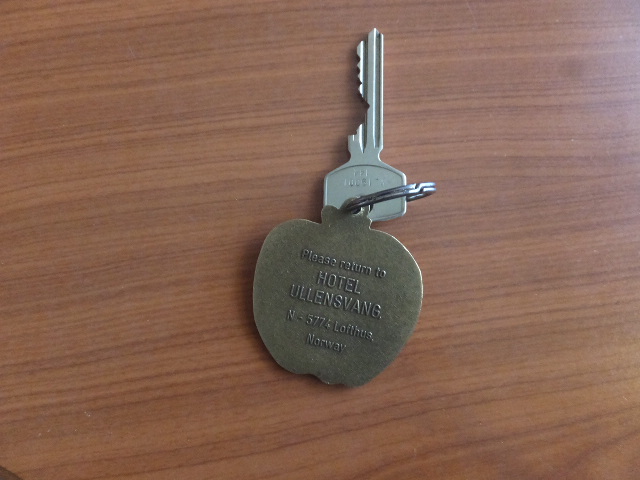 Please return to
HOTEL
ULLENSVANG.
N - 5774 Lofthus.
Norway